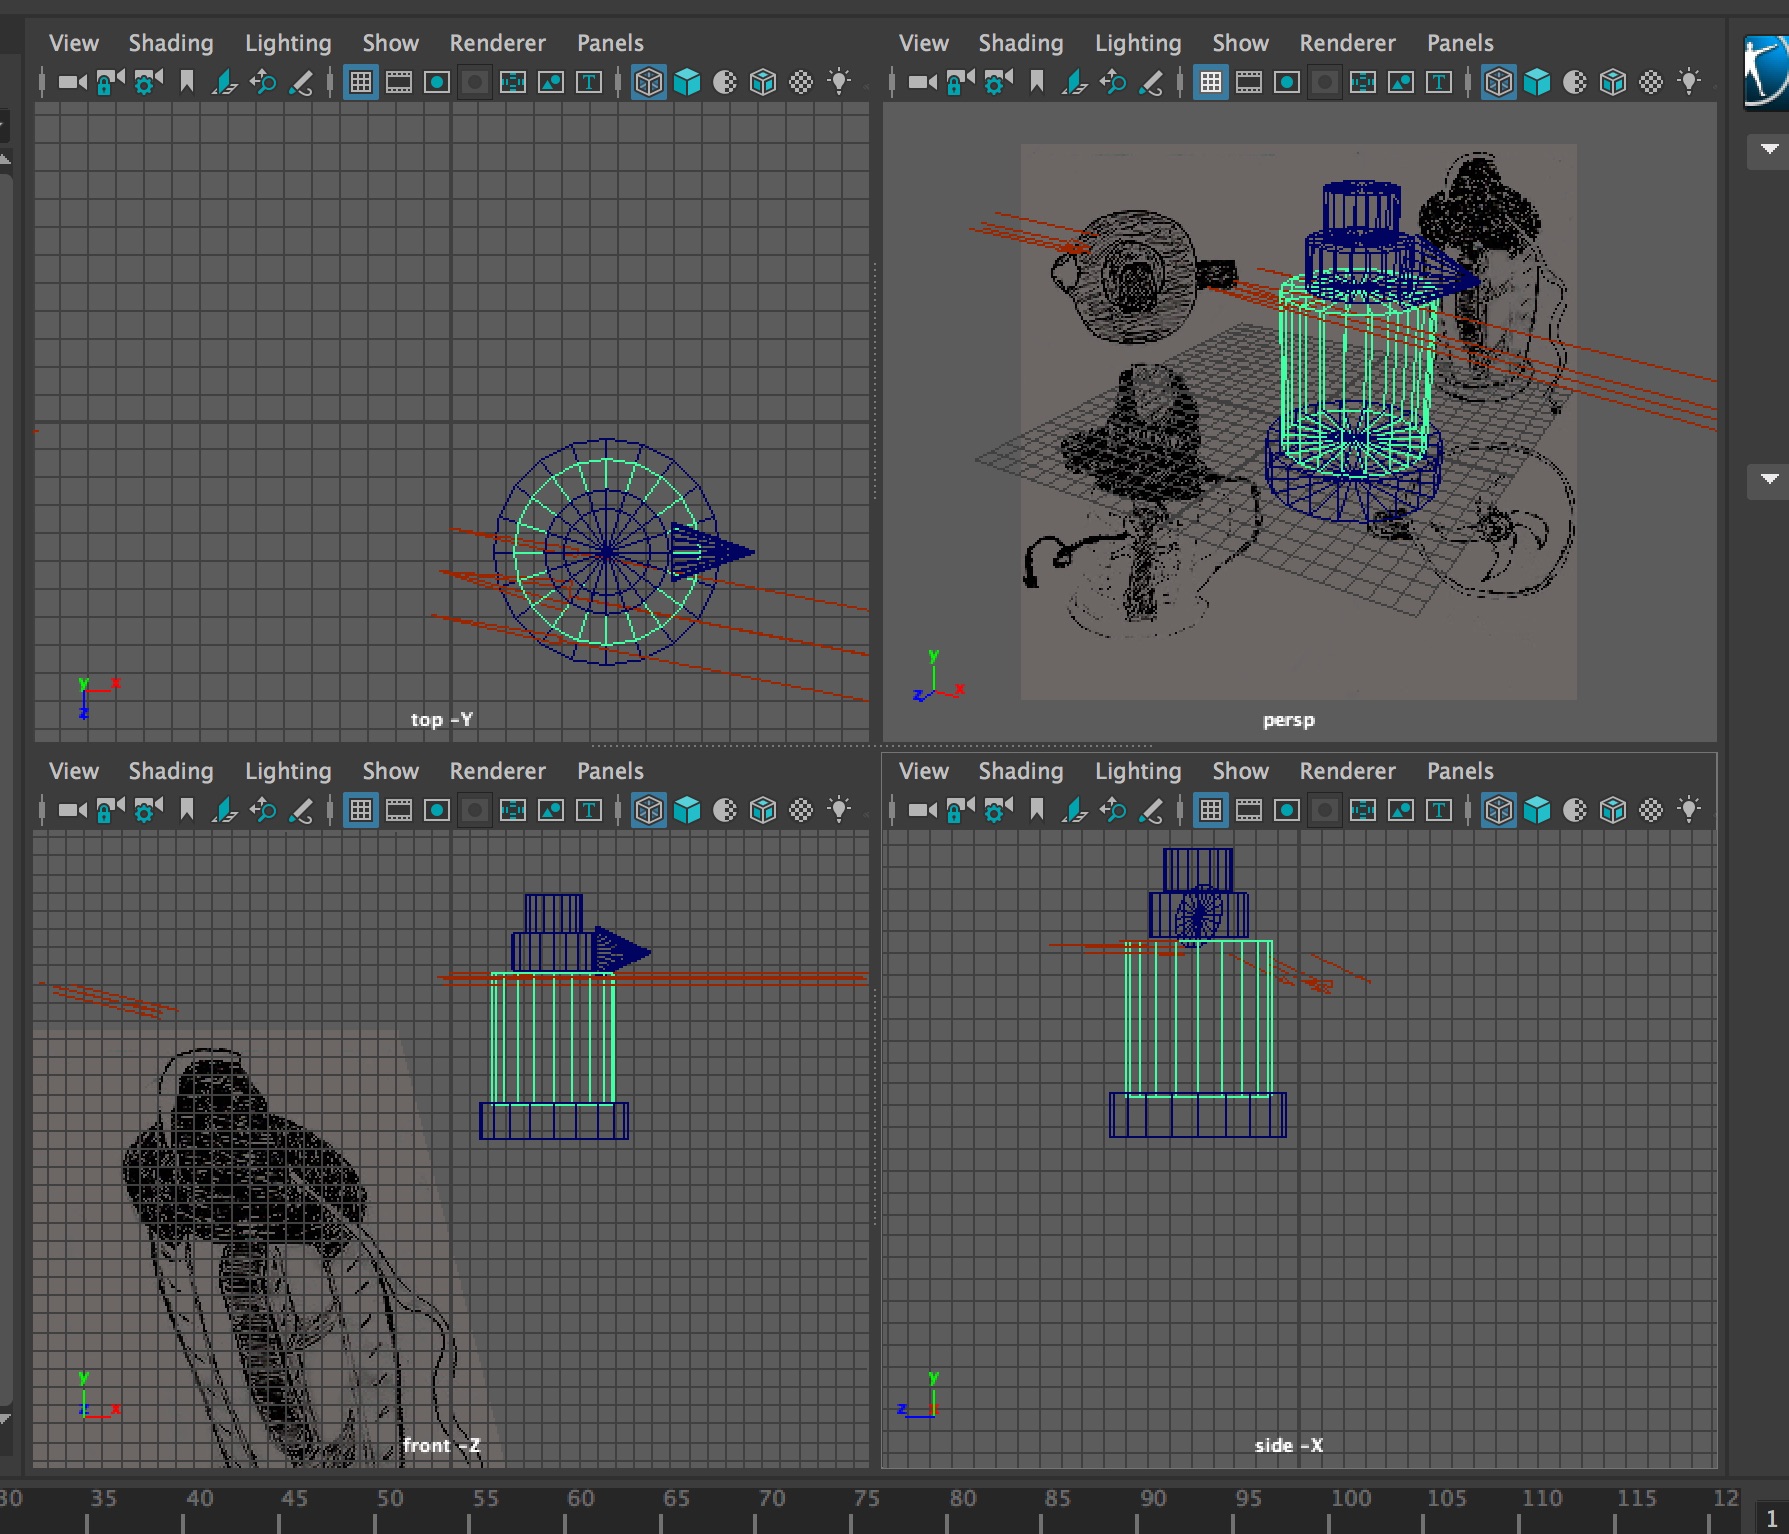 View Shading Lighting Show Renderer Panels
View Shading Lighting Show Renderer Panels
T
T
y x
z
top -Y
y
z x
persp
View Shading Lighting Show Renderer Panels
View Shading Lighting Show Renderer Panels
T
T
y
z x
front -Z
y
z
side -X
30 35 40 45 50 55 60 65 70 75 80 85 90 95 100 105 110 115 12
1